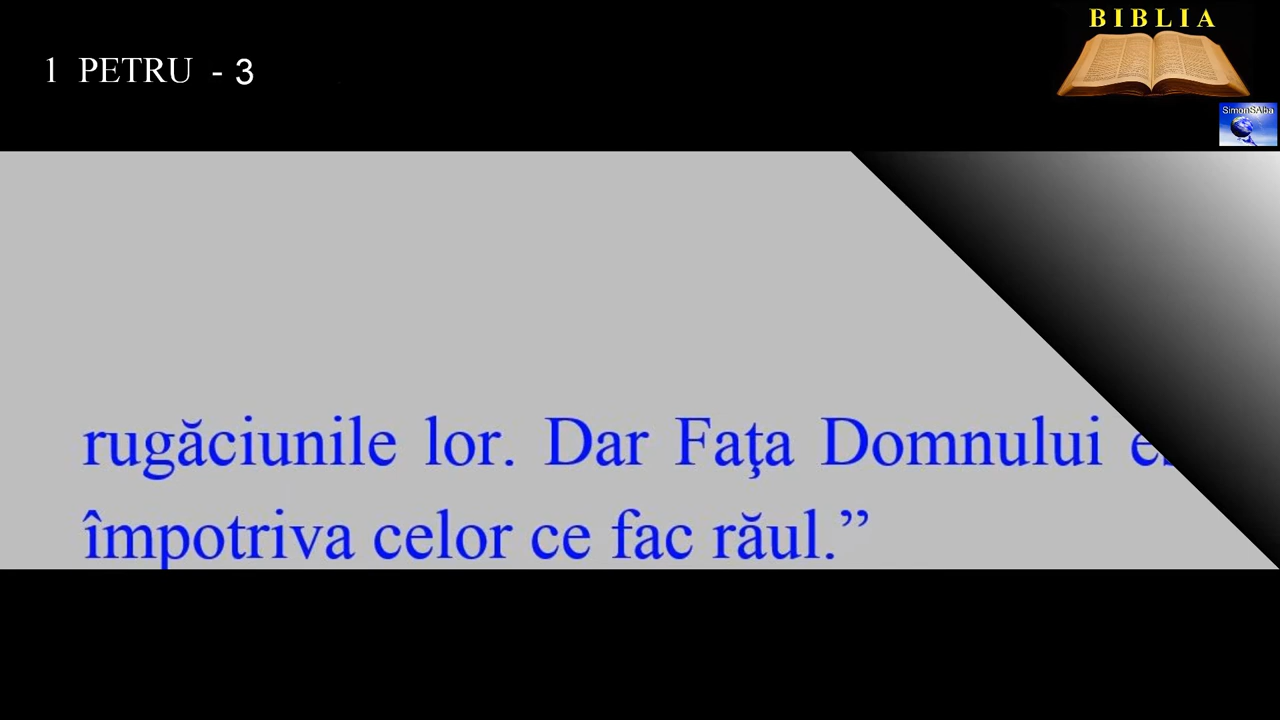 BIBLIA
1 PETRU - 3
SimonSAlba
rugăciunile lor. Dar Faţa Domnului
împotriva celor ce fac răul.”